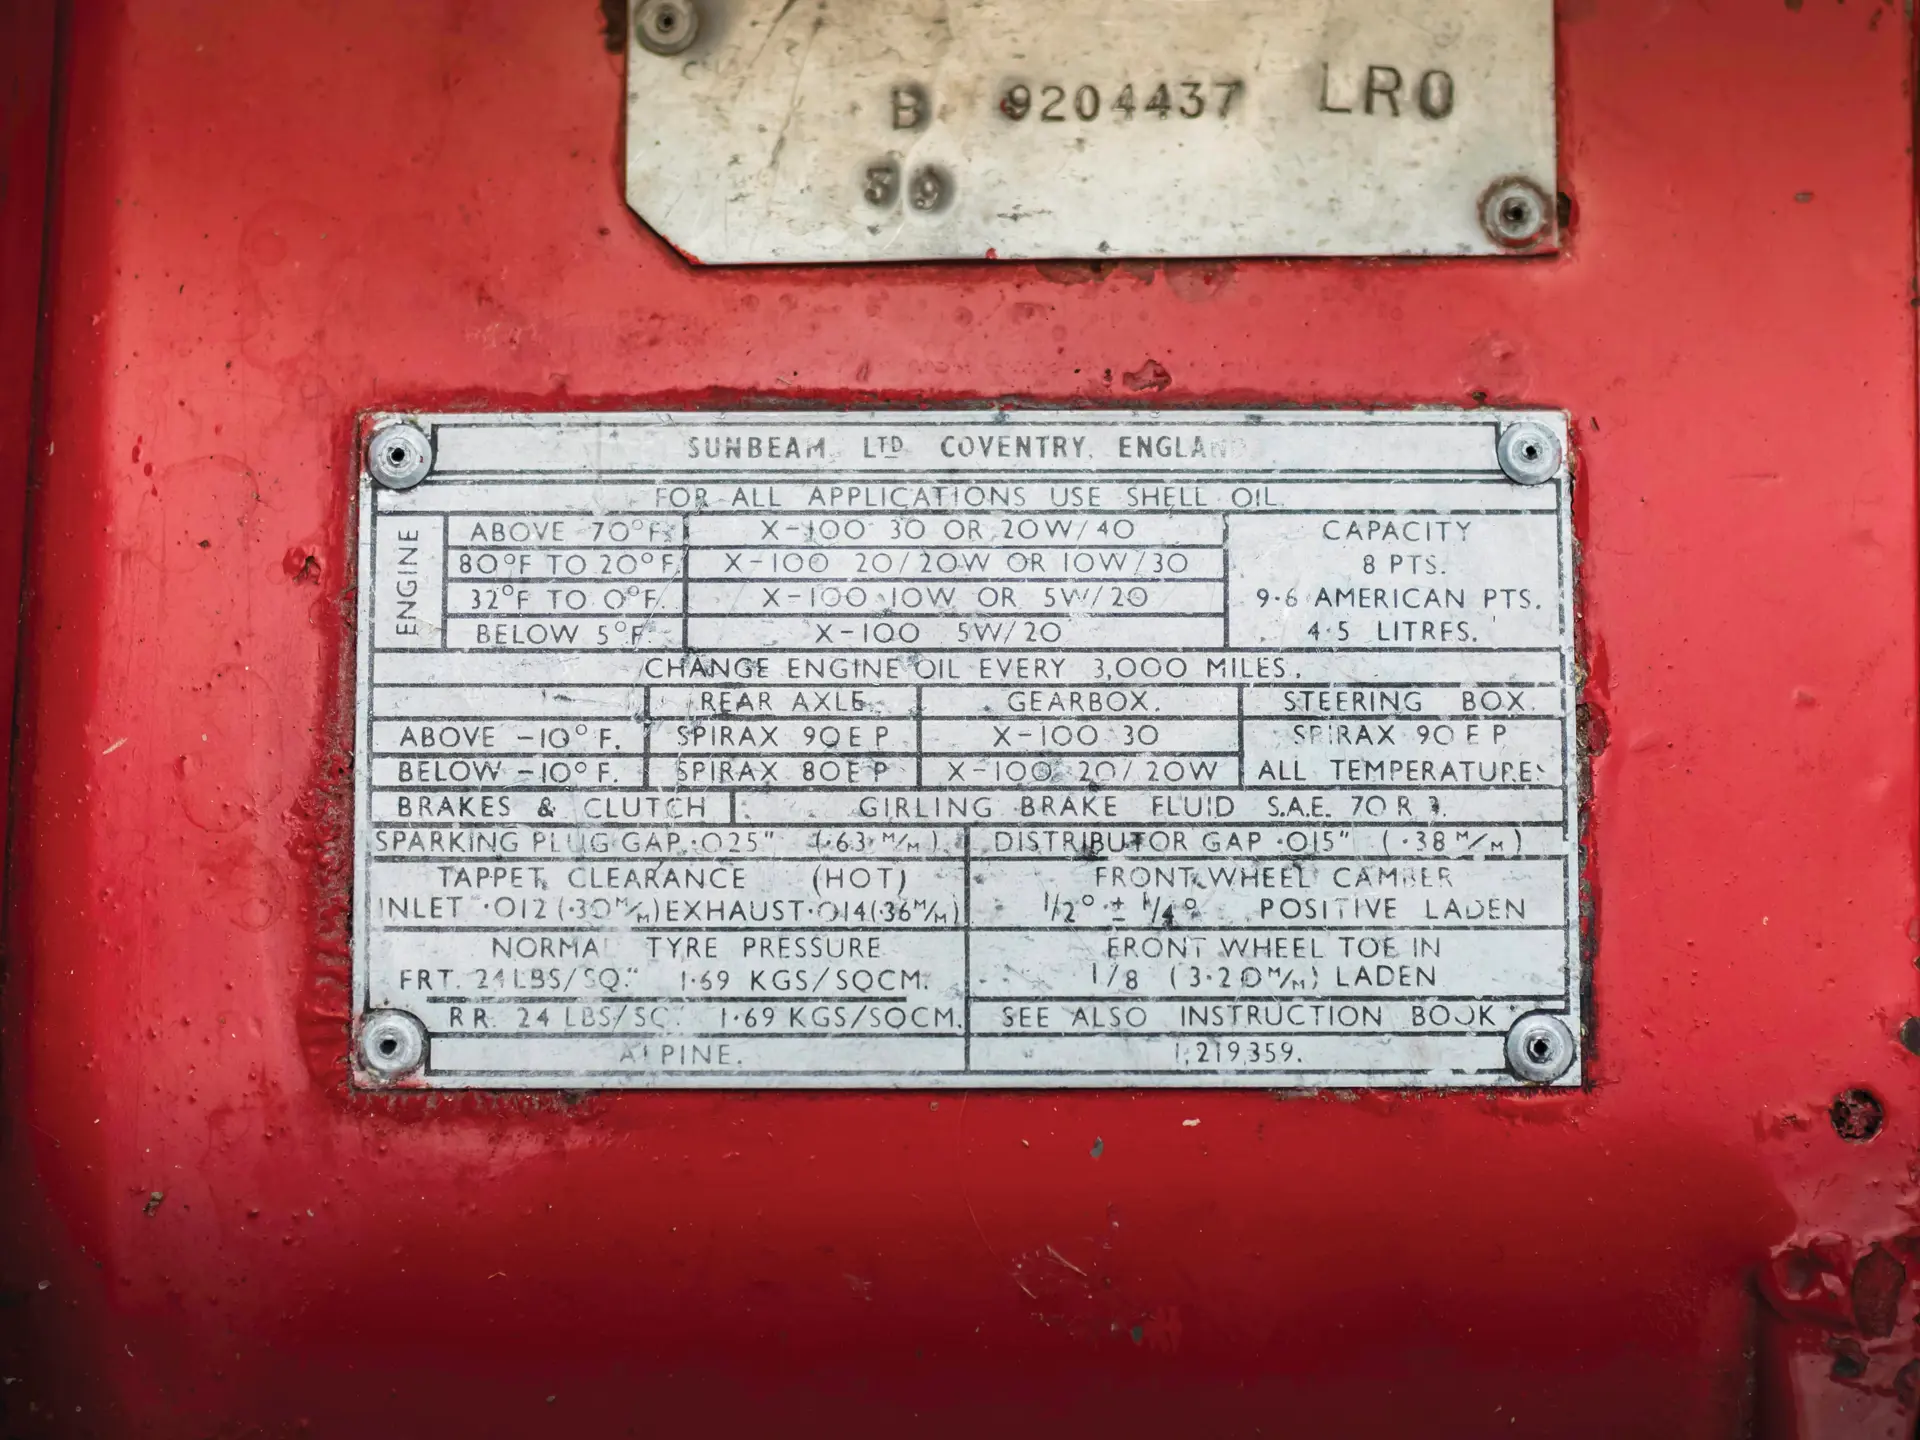 B 9204437 LRO
59
SUNBEAM, LTD. COVENTRY, ENGLAND
FOR ALL APPLICATIONS USE SHELL OIL.
ENGINE
ABOVE 70°F. X-100 30 OR 20W/40
80°F TO 20°F. X-100 20/20W OR 10W/30
32°F TO 0°F. X-100 10W OR 5W/20
BELOW 5°F. X-100 5W/20
CAPACITY
8 PTS.
9·6 AMERICAN PTS.
4·5 LITRES.
CHANGE ENGINE OIL EVERY 3,000 MILES.
REAR AXLE. GEARBOX. STEERING BOX.
ABOVE -10°F. SPIRAX 90 E P X-100 30 SPIRAX 90 E P
BELOW -10°F. SPIRAX 80 E P X-100 20/20W ALL TEMPERATURES
BRAKES & CLUTCH GIRLING BRAKE FLUID S.A.E. 70 R 3.
SPARKING PLUG GAP ·025" (·63 M/M) DISTRIBUTOR GAP ·015" (·38 M/M)
TAPPET CLEARANCE (HOT)
INLET ·012 (·30 M/M) EXHAUST ·014 (·36 M/M)
FRONT WHEEL CAMBER
1/2° ± 1/4° POSITIVE LADEN
NORMAL TYRE PRESSURE
FRT. 24 LBS/SQ." 1·69 KGS/SQCM.
FRONT WHEEL TOE IN
1/8 (3·20 M/M) LADEN
RR. 24 LBS/SQ." 1·69 KGS/SQCM. SEE ALSO INSTRUCTION BOOK
ALPINE. 1,219359.